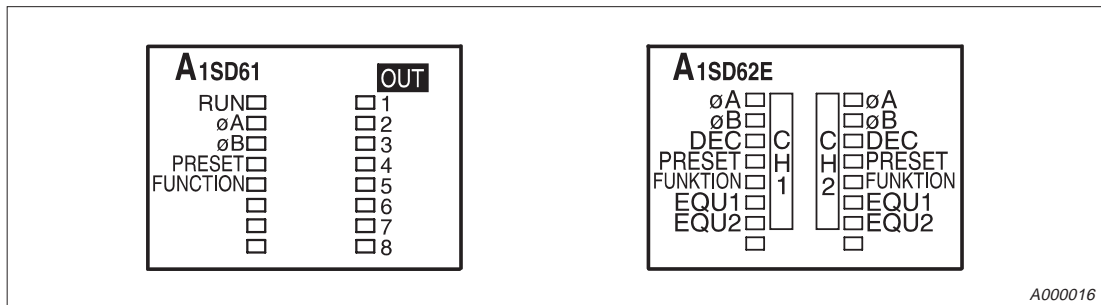 A1SD61
OUT
RUN 1
øA 2
øB 3
PRESET 4
FUNCTION 5
6
7
8
A1SD62E
øA øA
øB øB
DEC DEC
PRESET PRESET
FUNKTION FUNKTION
EQU1 EQU1
EQU2 EQU2
CH1
CH2
A000016